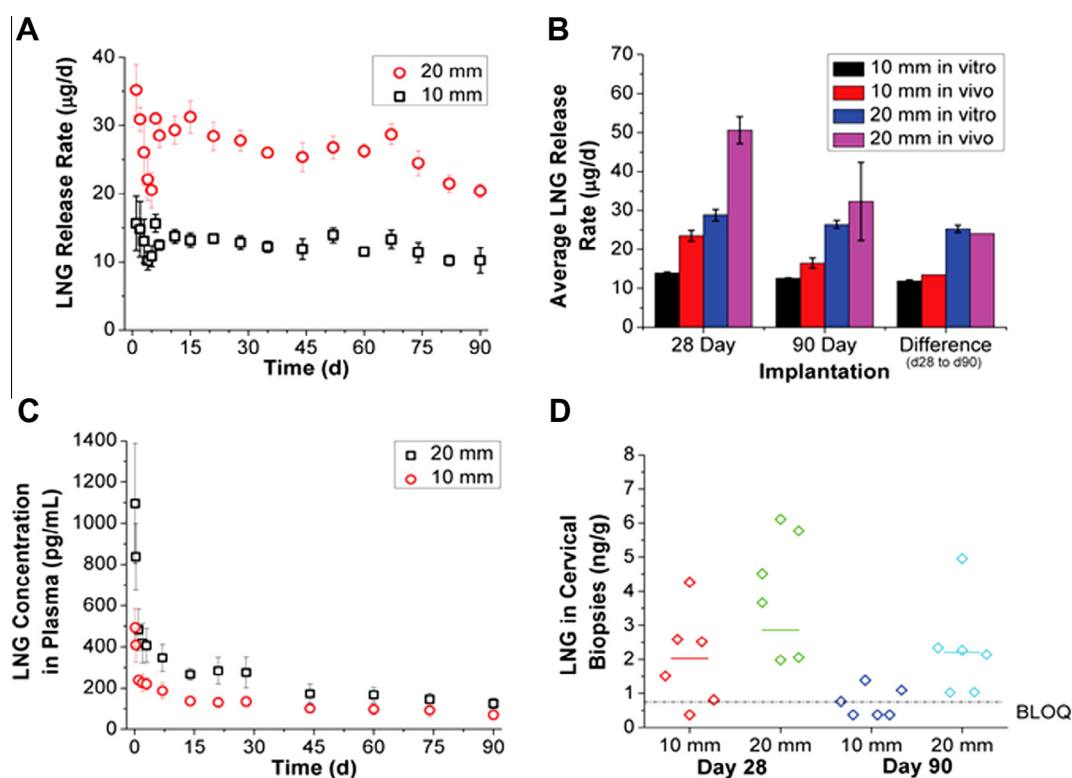 A
LNG Release Rate (μg/d)
40
30
20
10
0
20 mm
10 mm
0 15 30 45 60 75 90
Time (d)
B
Average LNG Release
Rate (μg/d)
70
60
50
40
30
20
10
0
10 mm in vitro
10 mm in vivo
20 mm in vitro
20 mm in vivo
28 Day 90 Day Difference
(d28 to d90)
Implantation
C
LNG Concentration
in Plasma (pg/mL)
1400
1200
1000
800
600
400
200
0
20 mm
10 mm
0 15 30 45 60 75 90
Time (d)
D
LNG in Cervical
Biopsies (ng/g)
8
7
6
5
4
3
2
1
0
BLOQ
10 mm 20 mm 10 mm 20 mm
Day 28 Day 90